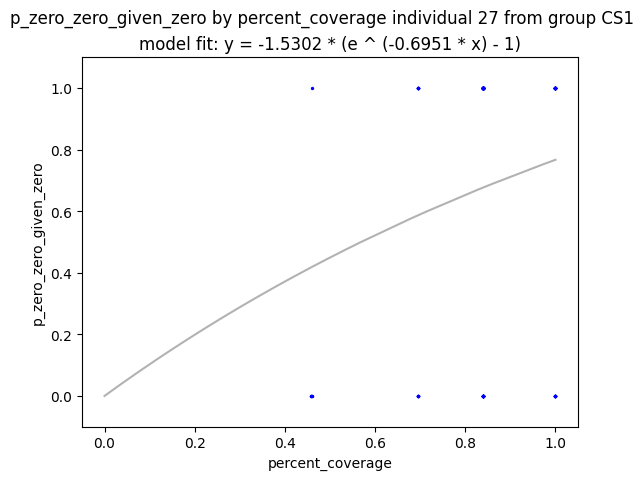 p_zero_zero_given_zero by percent_coverage individual 27 from group CS1
model fit: y = -1.5302 * (e ^ (-0.6951 * x) - 1)
1.0
0.8
0.6
0.4
0.2
0.0
p_zero_zero_given_zero
0.0 0.2 0.4 0.6 0.8 1.0
percent_coverage